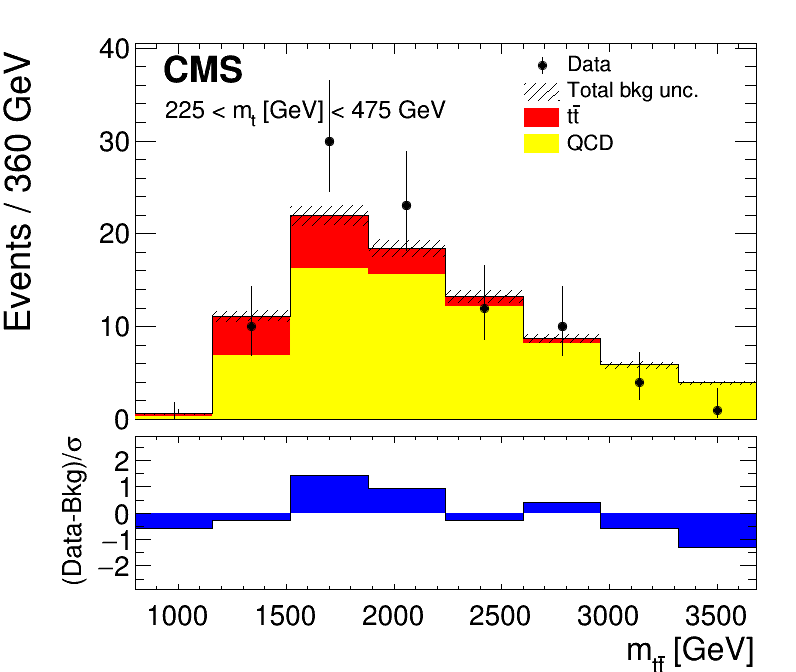 Events / 360 GeV
40
30
20
10
0
CMS
225 < m_t [GeV] < 475 GeV
Data
Total bkg unc.
tt̄
QCD
(Data-Bkg)/σ
2
1
0
−1
−2
1000 1500 2000 2500 3000 3500
m_tt̄ [GeV]